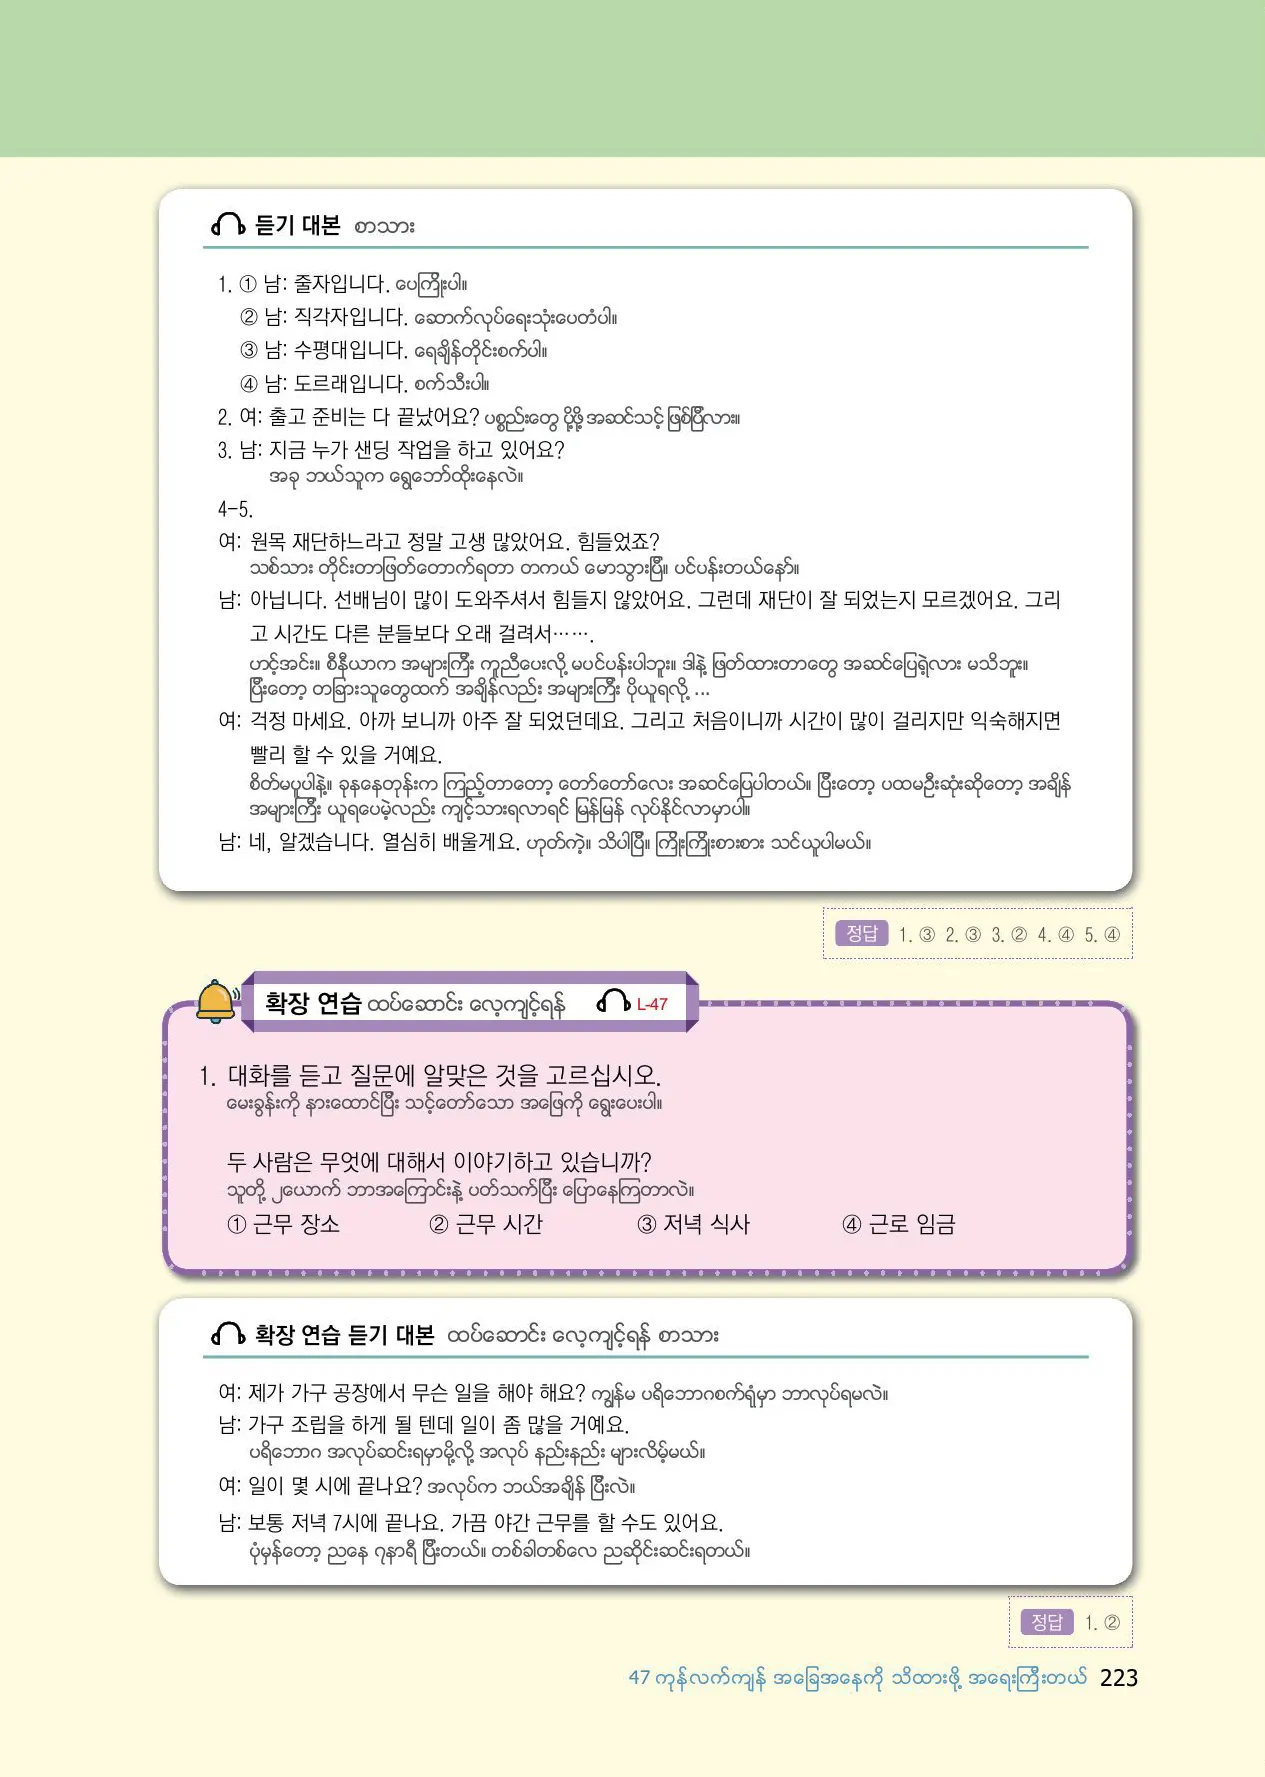 듣기 대본 စာသား
1. ① 남: 줄자입니다. ပေကြိုးပါ။
② 남: 직각자입니다. ဆောက်လုပ်ရေးသုံးပေတံပါ။
③ 남: 수평대입니다. ရေချိန်တိုင်းစက်ပါ။
④ 남: 도르래입니다. စက်သီးပါ။
2. 여: 출고 준비는 다 끝났어요? ပစ္စည်းတွေ ပို့ဖို့ အဆင်သင့် ဖြစ်ပြီလား။
3. 남: 지금 누가 샌딩 작업을 하고 있어요?
အခု ဘယ်သူက ရွှေဘော်ထိုးနေလဲ။
4-5.
여: 원목 재단하느라고 정말 고생 많았어요. 힘들었죠?
သစ်သား တိုင်းတာဖြတ်တောက်ရတာ တကယ် မောသွားပြီ။ ပင်ပန်းတယ်နော်။
남: 아닙니다. 선배님이 많이 도와주셔서 힘들지 않았어요. 그런데 재단이 잘 되었는지 모르겠어요. 그리
고 시간도 다른 분들보다 오래 걸려서…….
ဟင့်အင်း။ စီနီယာက အများကြီး ကူညီပေးလို့ မပင်ပန်းပါဘူး။ ဒါနဲ့ ဖြတ်ထားတာတွေ အဆင်ပြေရဲ့လား မသိဘူး။
ပြီးတော့ တခြားသူတွေထက် အချိန်လည်း အများကြီး ပိုယူရလို့ ...
여: 걱정 마세요. 아까 보니까 아주 잘 되었던데요. 그리고 처음이니까 시간이 많이 걸리지만 익숙해지면
빨리 할 수 있을 거예요.
စိတ်မပူပါနဲ့။ ခုနနေတုန်းက ကြည့်တာတော့ တော်တော်လေး အဆင်ပြေပါတယ်။ ပြီးတော့ ပထမဦးဆုံးဆိုတော့ အချိန်
အများကြီး ယူရပေမဲ့လည်း ကျင့်သားရလာရင် မြန်မြန် လုပ်နိုင်လာမှာပါ။
남: 네, 알겠습니다. 열심히 배울게요. ဟုတ်ကဲ့။ သိပါပြီ။ ကြိုးကြိုးစားစား သင်ယူပါမယ်။
정답 1. ③ 2. ③ 3. ② 4. ④ 5. ④
확장 연습 ထပ်ဆောင်း လေ့ကျင့်ရန် L-47
1. 대화를 듣고 질문에 알맞은 것을 고르십시오.
မေးခွန်းကို နားထောင်ပြီး သင့်တော်သော အဖြေကို ရွေးပေးပါ။
두 사람은 무엇에 대해서 이야기하고 있습니까?
သူတို့ ၂ယောက် ဘာအကြောင်းနဲ့ ပတ်သက်ပြီး ပြောနေကြတာလဲ။
① 근무 장소 ② 근무 시간 ③ 저녁 식사 ④ 근로 임금
확장 연습 듣기 대본 ထပ်ဆောင်း လေ့ကျင့်ရန် စာသား
여: 제가 가구 공장에서 무슨 일을 해야 해요? ကျွန်မ ပရိဘောဂစက်ရုံမှာ ဘာလုပ်ရမလဲ။
남: 가구 조립을 하게 될 텐데 일이 좀 많을 거예요.
ပရိဘောဂ အလုပ်ဆင်းရမှာမို့လို့ အလုပ် နည်းနည်း များလိမ့်မယ်။
여: 일이 몇 시에 끝나요? အလုပ်က ဘယ်အချိန် ပြီးလဲ။
남: 보통 저녁 7시에 끝나요. 가끔 야간 근무를 할 수도 있어요.
ပုံမှန်တော့ ညနေ ၇နာရီ ပြီးတယ်။ တစ်ခါတစ်လေ ညဆိုင်းဆင်းရတယ်။
정답 1. ②
47 ကုန်လက်ကျန် အခြေအနေကို သိထားဖို့ အရေးကြီးတယ် 223